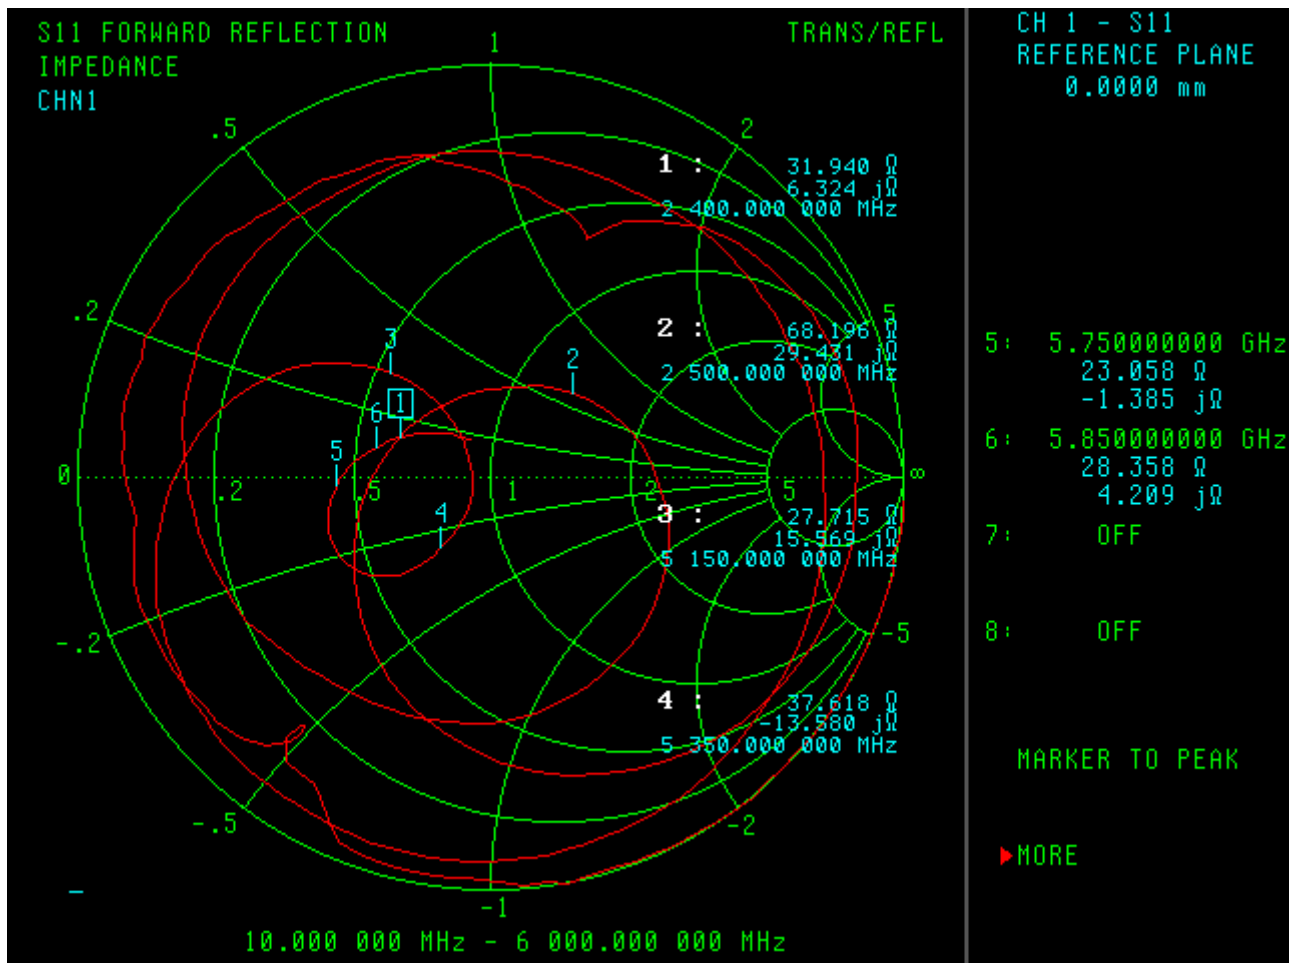 S11 FORWARD REFLECTION
TRANS/REFL
IMPEDANCE
CHN1
1
.5
2
.2
5
0
.2
.5
1
2
5
∞
-.2
-5
-.5
-2
-1
3
2
1
6
5
4
1 :
31.940 Ω
6.324 jΩ
2 400.000 000 MHz
2 :
68.196 Ω
29.431 jΩ
2 500.000 000 MHz
3 :
27.715 Ω
15.569 jΩ
5 150.000 000 MHz
4 :
37.618 Ω
-13.580 jΩ
5 350.000 000 MHz
10.000 000 MHz - 6 000.000 000 MHz
CH 1 - S11
REFERENCE PLANE
0.0000 mm
5: 5.750000000 GHz
23.058 Ω
-1.385 jΩ
6: 5.850000000 GHz
28.358 Ω
4.209 jΩ
7: OFF
8: OFF
MARKER TO PEAK
MORE